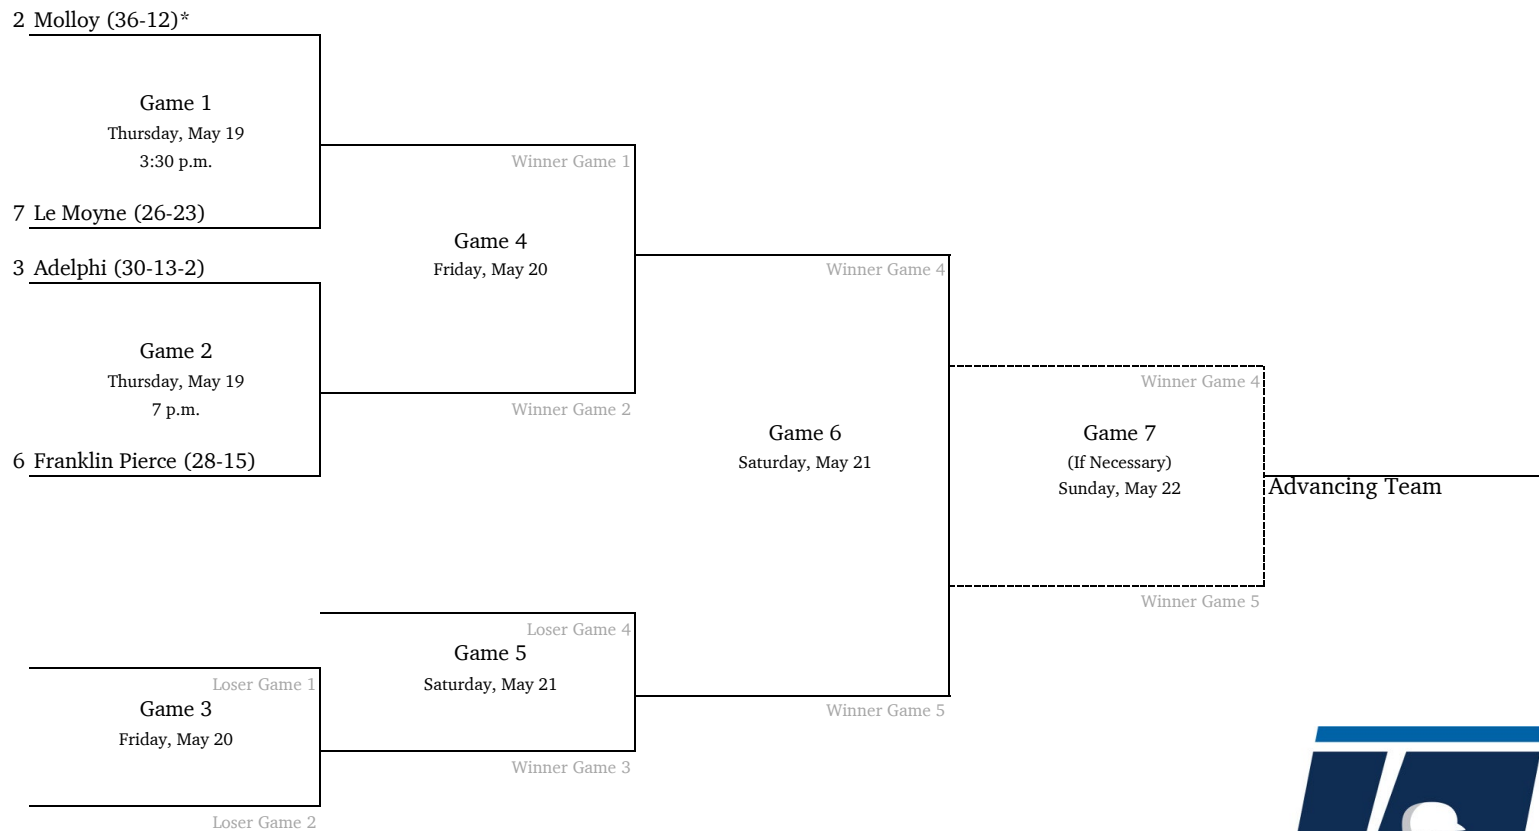 2 Molloy (36-12)*
Game 1
Thursday, May 19
3:30 p.m.
Winner Game 1
7 Le Moyne (26-23)
Game 4
Friday, May 20
3 Adelphi (30-13-2)
Winner Game 4
Game 2
Thursday, May 19
7 p.m.
Winner Game 4
Winner Game 2
Game 6
Saturday, May 21
Game 7
(If Necessary)
Sunday, May 22
6 Franklin Pierce (28-15)
Advancing Team
Winner Game 5
Loser Game 4
Game 5
Saturday, May 21
Loser Game 1
Game 3
Friday, May 20
Winner Game 5
Winner Game 3
Loser Game 2